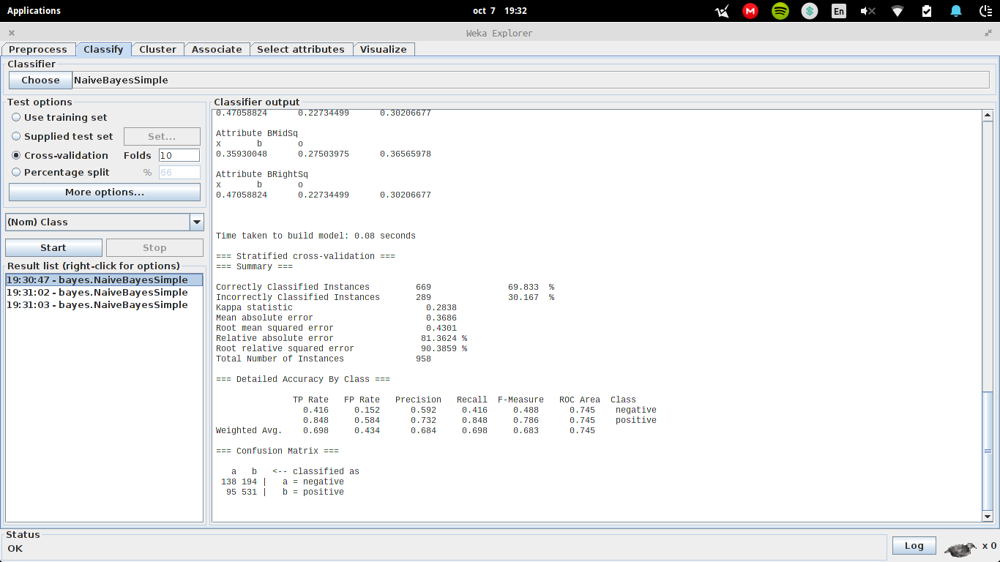 Applications oct 7 19:32 En
Weka Explorer
Preprocess Classify Cluster Associate Select attributes Visualize
Classifier
Choose NaiveBayesSimple
Test options
Use training set
Supplied test set Set...
Cross-validation Folds 10
Percentage split % 66
More options...
(Nom) Class
Start Stop
Result list (right-click for options)
19:30:47 - bayes.NaiveBayesSimple
19:31:02 - bayes.NaiveBayesSimple
19:31:03 - bayes.NaiveBayesSimple
Classifier output
0.47058824 0.22734499 0.30206677
Attribute BMidSq
x b o
0.35930048 0.27503975 0.36565978
Attribute BRightSq
x b o
0.47058824 0.22734499 0.30206677
Time taken to build model: 0.08 seconds
=== Stratified cross-validation ===
=== Summary ===
Correctly Classified Instances 669 69.833 %
Incorrectly Classified Instances 289 30.167 %
Kappa statistic 0.2838
Mean absolute error 0.3686
Root mean squared error 0.4301
Relative absolute error 81.3624 %
Root relative squared error 90.3859 %
Total Number of Instances 958
=== Detailed Accuracy By Class ===
TP Rate FP Rate Precision Recall F-Measure ROC Area Class
0.416 0.152 0.592 0.416 0.488 0.745 negative
0.848 0.584 0.732 0.848 0.786 0.745 positive
Weighted Avg. 0.698 0.434 0.684 0.698 0.683 0.745
=== Confusion Matrix ===
a b <-- classified as
138 194 | a = negative
95 531 | b = positive
Status
OK
Log x 0